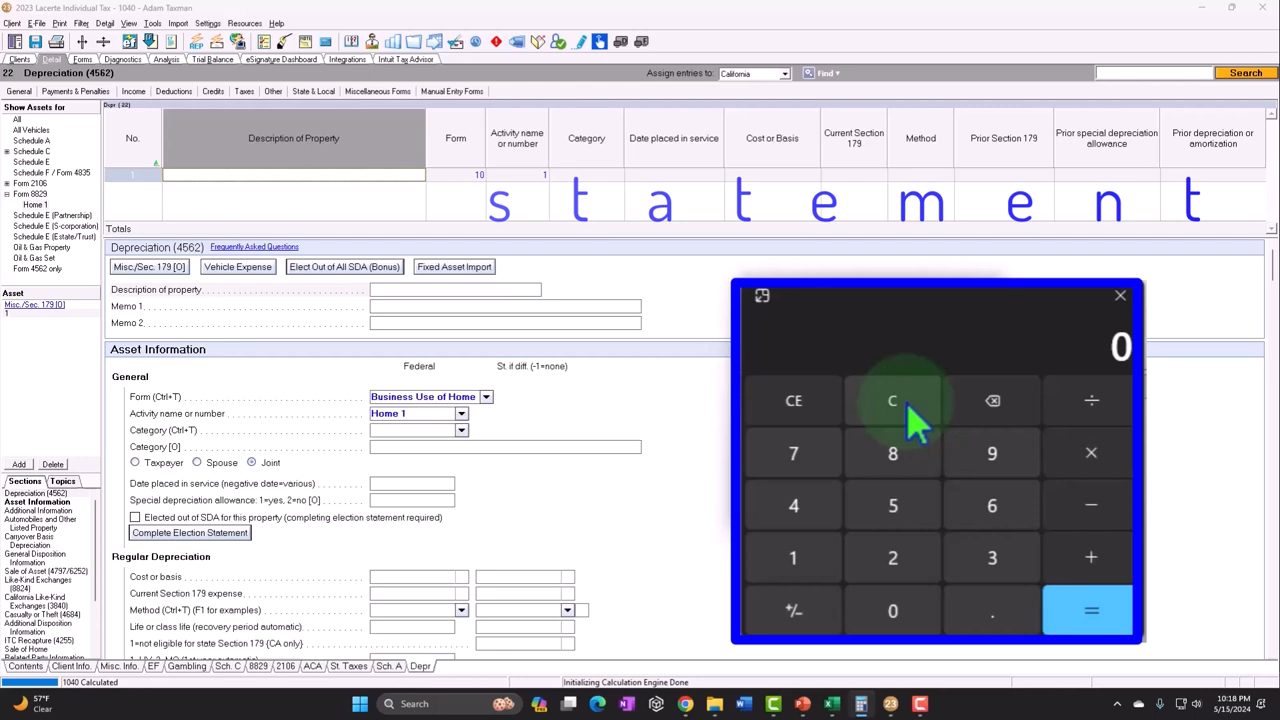 2023 Lacerte Individual Tax - 1040 - Adam Taxman
Client E-File Print Filter Detail View Tools Import Settings Resources Help
Clients Detail Forms Diagnostics Analysis Trial Balance eSignature Dashboard Integrations Intuit Tax Advisor
22 Depreciation (4562) Assign entries to: California Find Search
General Payments & Penalties Income Deductions Credits Taxes Other State & Local Miscellaneous Forms Manual Entry Forms
Show Assets for
All
All Vehicles
Schedule A
Schedule C
Schedule E
Schedule F / Form 4835
Form 2106
Form 8829
Home 1
Schedule E (Partnership)
Schedule E (S-corporation)
Schedule E (Estate/Trust)
Oil & Gas Property
Oil & Gas Set
Form 4562 only
Asset
Misc./Sec. 179 [O]
1
Add Delete
Sections Topics
Depreciation (4562)
Asset Information
Additional Information
Automobiles and Other
Listed Property
Carryover Basis
Depreciation
General Disposition
Information
Sale of Asset (4797/6252)
Like-Kind Exchanges
(8824)
California Like-Kind
Exchanges (3840)
Casualty or Theft (4684)
Additional Disposition
Information
ITC Recapture (4255)
Sale of Home
Related Party Information
Depr (22)
No. Description of Property Form Activity name or number Category Date placed in service Cost or Basis Current Section 179 Method Prior Section 179 Prior special depreciation allowance Prior depreciation or amortization
1 10 1
statement
Totals
Depreciation (4562) Frequently Asked Questions
Misc./Sec. 179 [O] Vehicle Expense Elect Out of All SDA (Bonus) Fixed Asset Import
Description of property
Memo 1
Memo 2
Asset Information
Federal St. if diff. (-1=none)
General
Form (Ctrl+T) Business Use of Home
Activity name or number Home 1
Category (Ctrl+T)
Category [O]
Taxpayer Spouse Joint
Date placed in service (negative date=various)
Special depreciation allowance: 1=yes, 2=no [O]
Elected out of SDA for this property (completing election statement required)
Complete Election Statement
Regular Depreciation
Cost or basis
Current Section 179 expense
Method (Ctrl+T) (F1 for examples)
Life or class life (recovery period automatic)
1=not eligible for state Section 179 {CA only}
0
CE C ⌫ ÷
7 8 9 ×
4 5 6 −
1 2 3 +
+/- 0 . =
Contents Client Info. Misc. Info. EF Gambling Sch. C 8829 2106 ACA St. Taxes Sch. A Depr
1040 Calculated Initializing Calculation Engine Done
57°F
Clear
Search
10:18 PM
5/15/2024